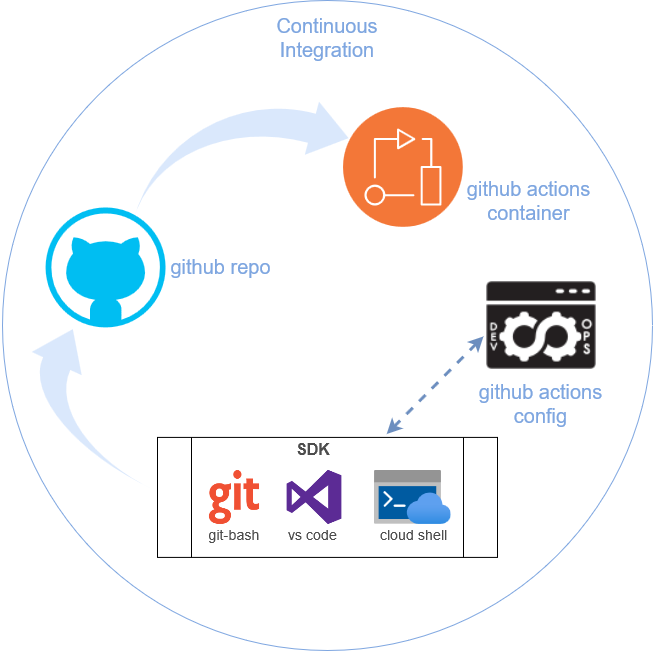 Continuous
Integration
github actions
container
github repo
DEV
OPS
github actions
config
SDK
git
git-bash
vs code
cloud shell